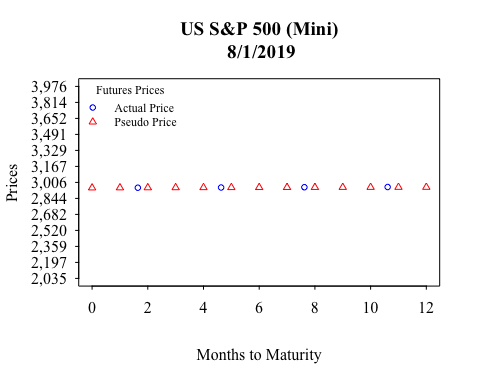 US S&P 500 (Mini)
8/1/2019
Futures Prices
Actual Price
Pseudo Price
Prices
3,976
3,814
3,652
3,491
3,329
3,167
3,006
2,844
2,682
2,520
2,359
2,197
2,035
0 2 4 6 8 10 12
Months to Maturity